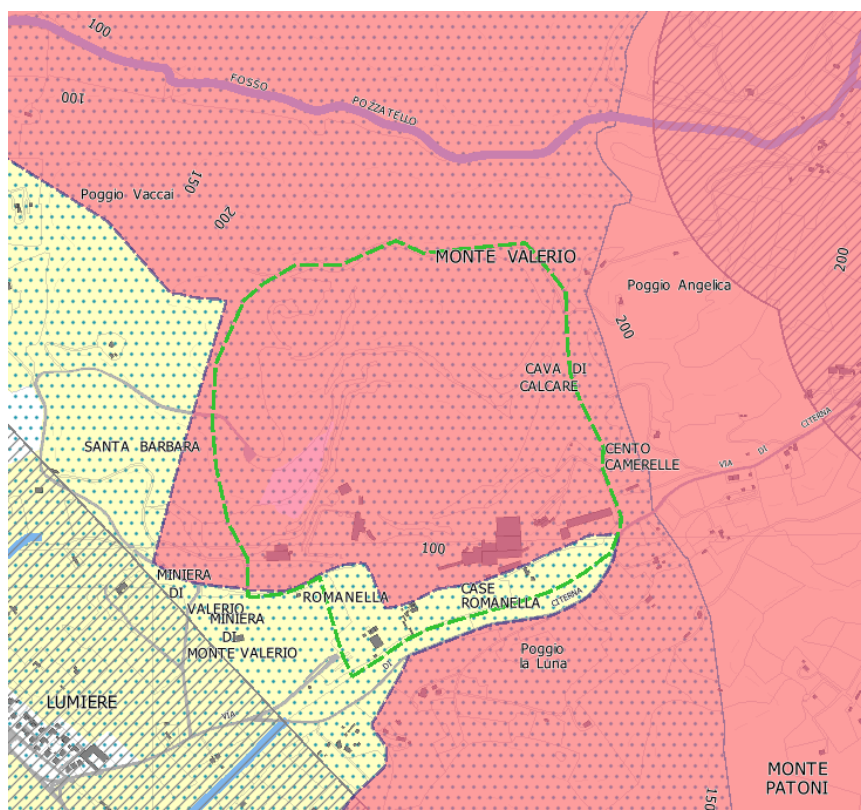 100
FOSSO
POZZATELLO
100
150
Poggio Vaccai
200
MONTE VALERIO
200
Poggio Angelica
200
CAVA DI
CALCARE
CITERNA
DI
VIA
SANTA BARBARA
CENTO
CAMERELLE
100
MINIERA
DI
VALERIO
ROMANELLA
CASE
ROMANELLA
CITERNA
MINIERA
DI
MONTE VALERIO
DI
Poggio
la Luna
LUMIERE
VIA
MONTE
PATONI
150